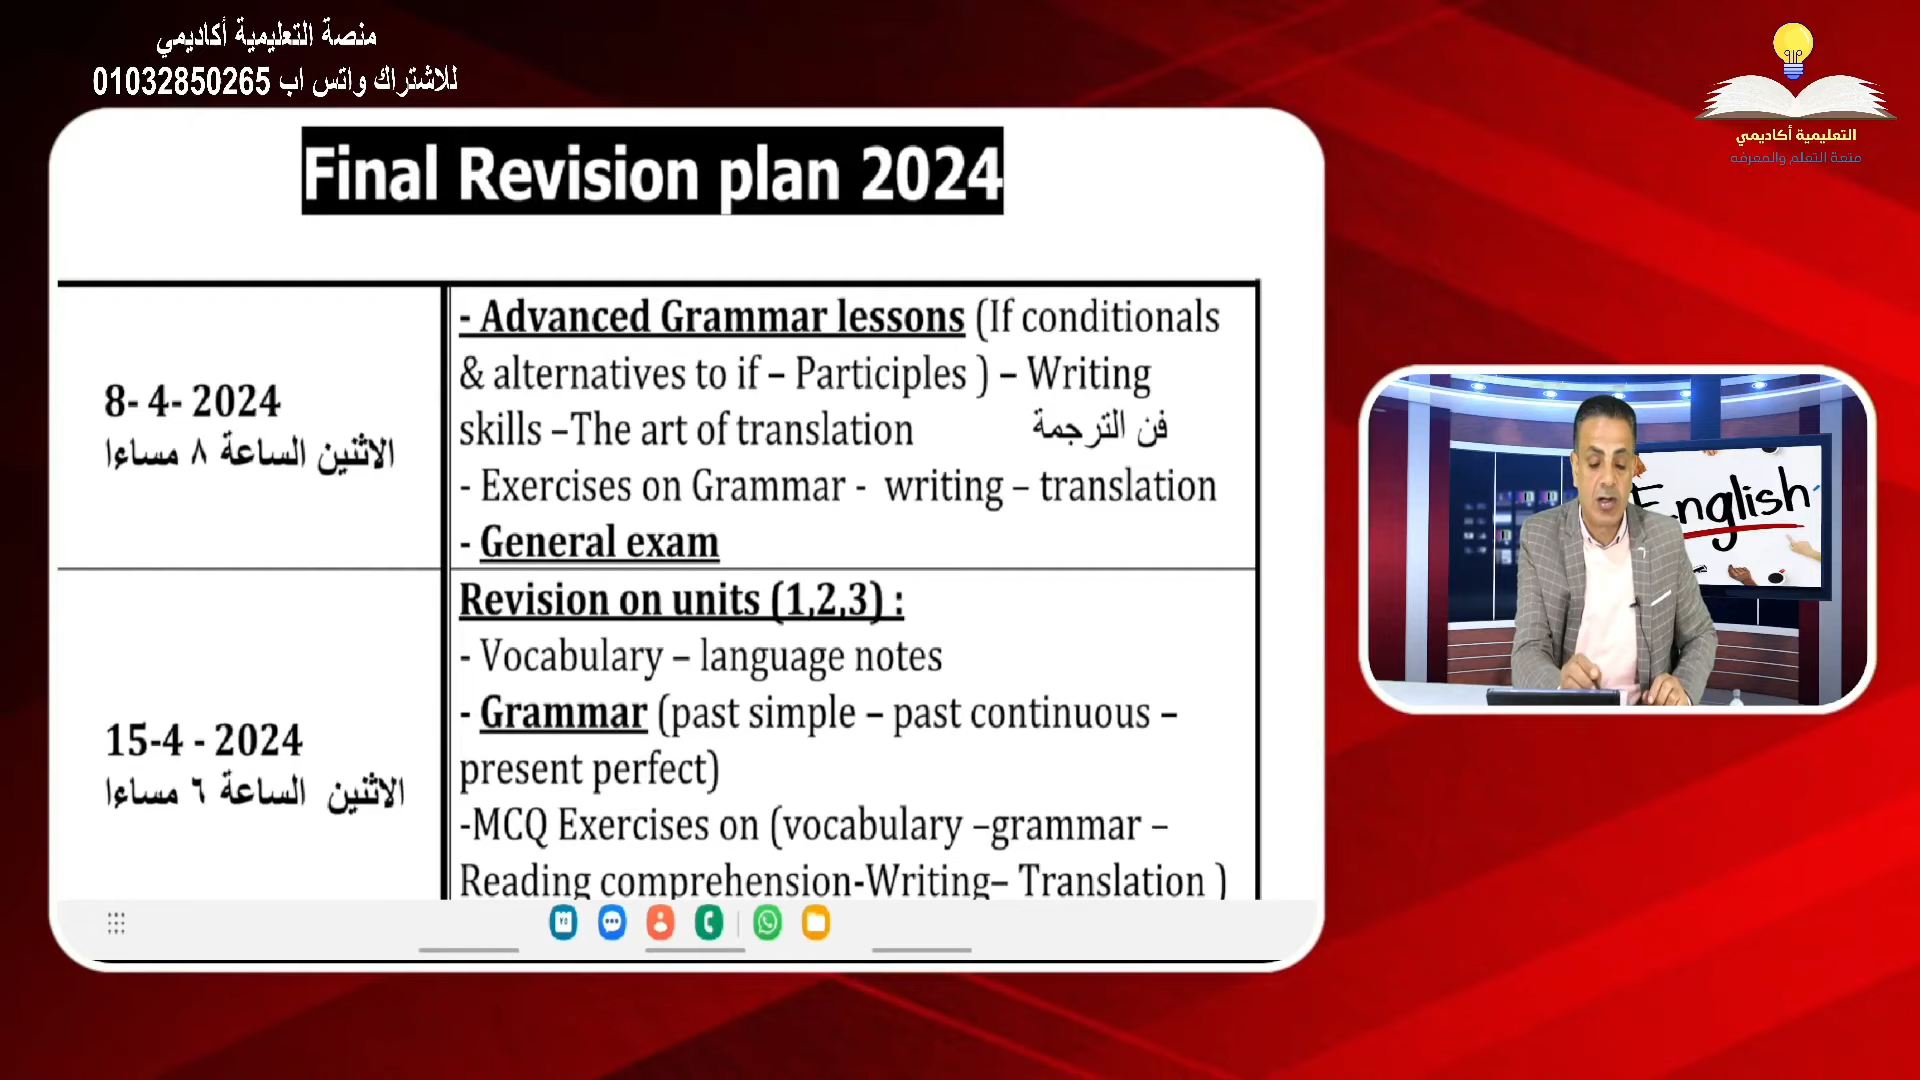 منصة التعليمية أكاديمي
للاشتراك واتس اب 01032850265
التعليمية أكاديمي
متعة التعلم والمعرفه
Final Revision plan 2024
8- 4- 2024
الاثنين الساعة ٨ مساءا
- Advanced Grammar lessons (If conditionals
& alternatives to if – Participles ) – Writing
skills –The art of translation فن الترجمة
- Exercises on Grammar - writing – translation
- General exam
15-4 - 2024
الاثنين الساعة ٦ مساءا
Revision on units (1,2,3) :
- Vocabulary – language notes
- Grammar (past simple – past continuous –
present perfect)
-MCQ Exercises on (vocabulary –grammar –
Reading comprehension-Writing– Translation )
English